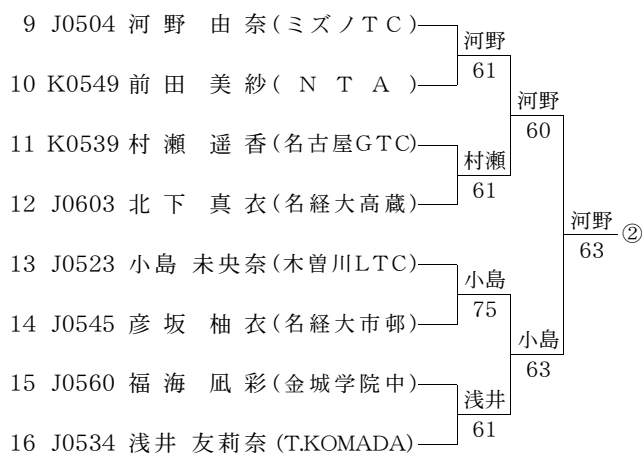 9 J0504 河野 由奈(ミズノTC)
河野
10 K0549 前田 美紗(NTA)
61
河野
11 K0539 村瀬 遥香(名古屋GTC)
60
村瀬
12 J0603 北下 真衣(名経大高蔵)
61
河野
②
63
13 J0523 小島 未央奈(木曽川LTC)
小島
14 J0545 彦坂 柚衣(名経大市邨)
75
小島
15 J0560 福海 凪彩(金城学院中)
63
浅井
16 J0534 浅井 友莉奈(T.KOMADA)
61